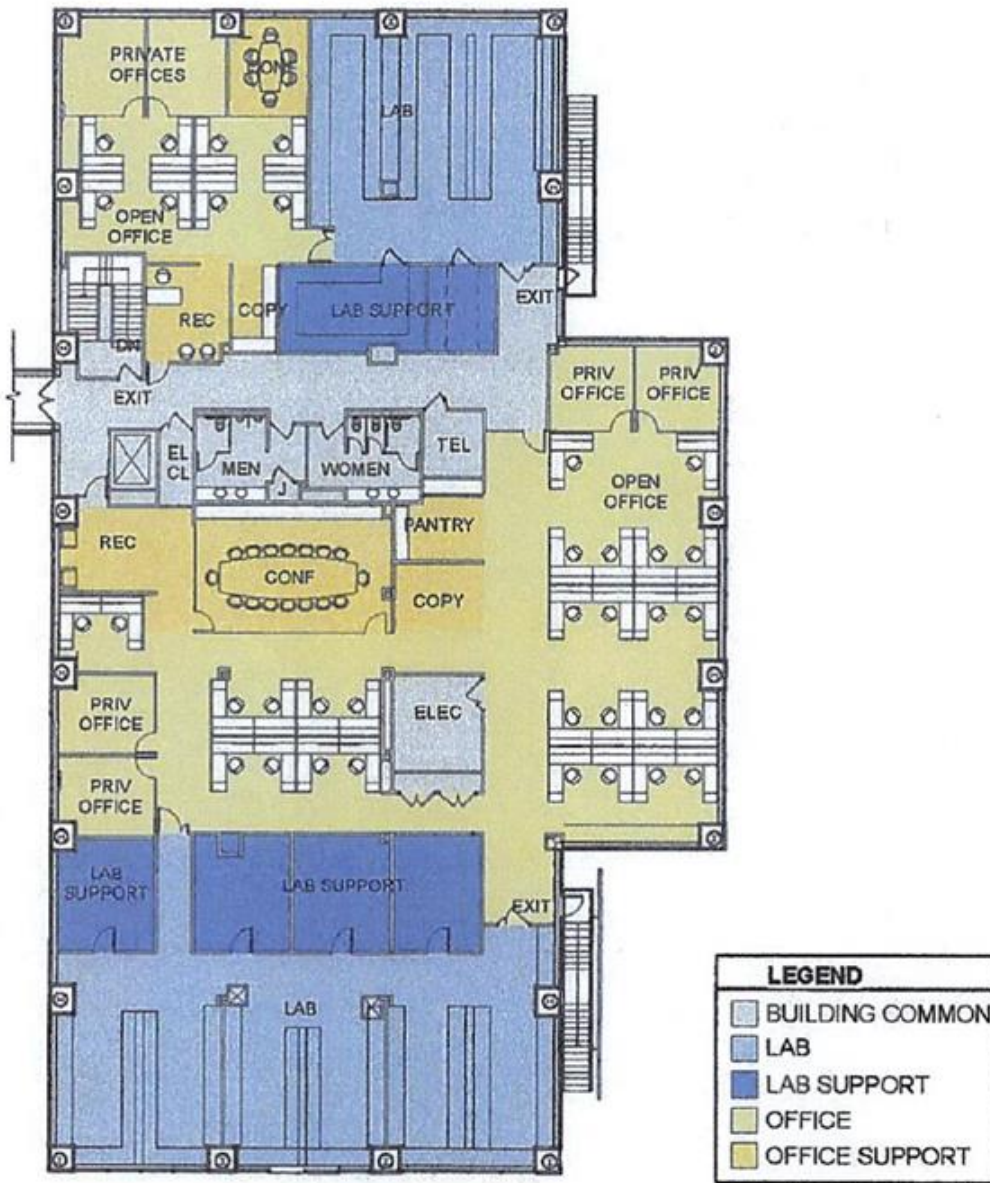 PRIVATE
OFFICES
CONF
LAB
OPEN
OFFICE
REC
COPY
LAB SUPPORT
EXIT
DN
EXIT
PRIV
OFFICE
PRIV
OFFICE
EL
CL
MEN
J
WOMEN
TEL
OPEN
OFFICE
REC
CONF
PANTRY
COPY
PRIV
OFFICE
ELEC
PRIV
OFFICE
LAB
SUPPORT
LAB SUPPORT
EXIT
LAB
LEGEND
BUILDING COMMON
LAB
LAB SUPPORT
OFFICE
OFFICE SUPPORT